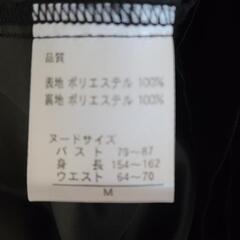 品質
表地 ポリエステル 100%
裏地 ポリエステル 100%
ヌードサイズ
バスト 79~87
身長 154~162
ウエスト 64~70
M